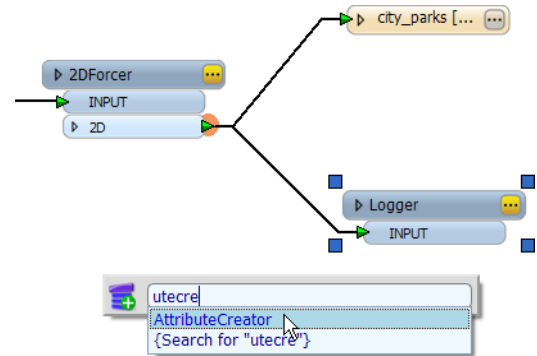 city_parks [...
2DForcer
INPUT
2D
Logger
INPUT
utecre
AttributeCreator
{Search for "utecre"}